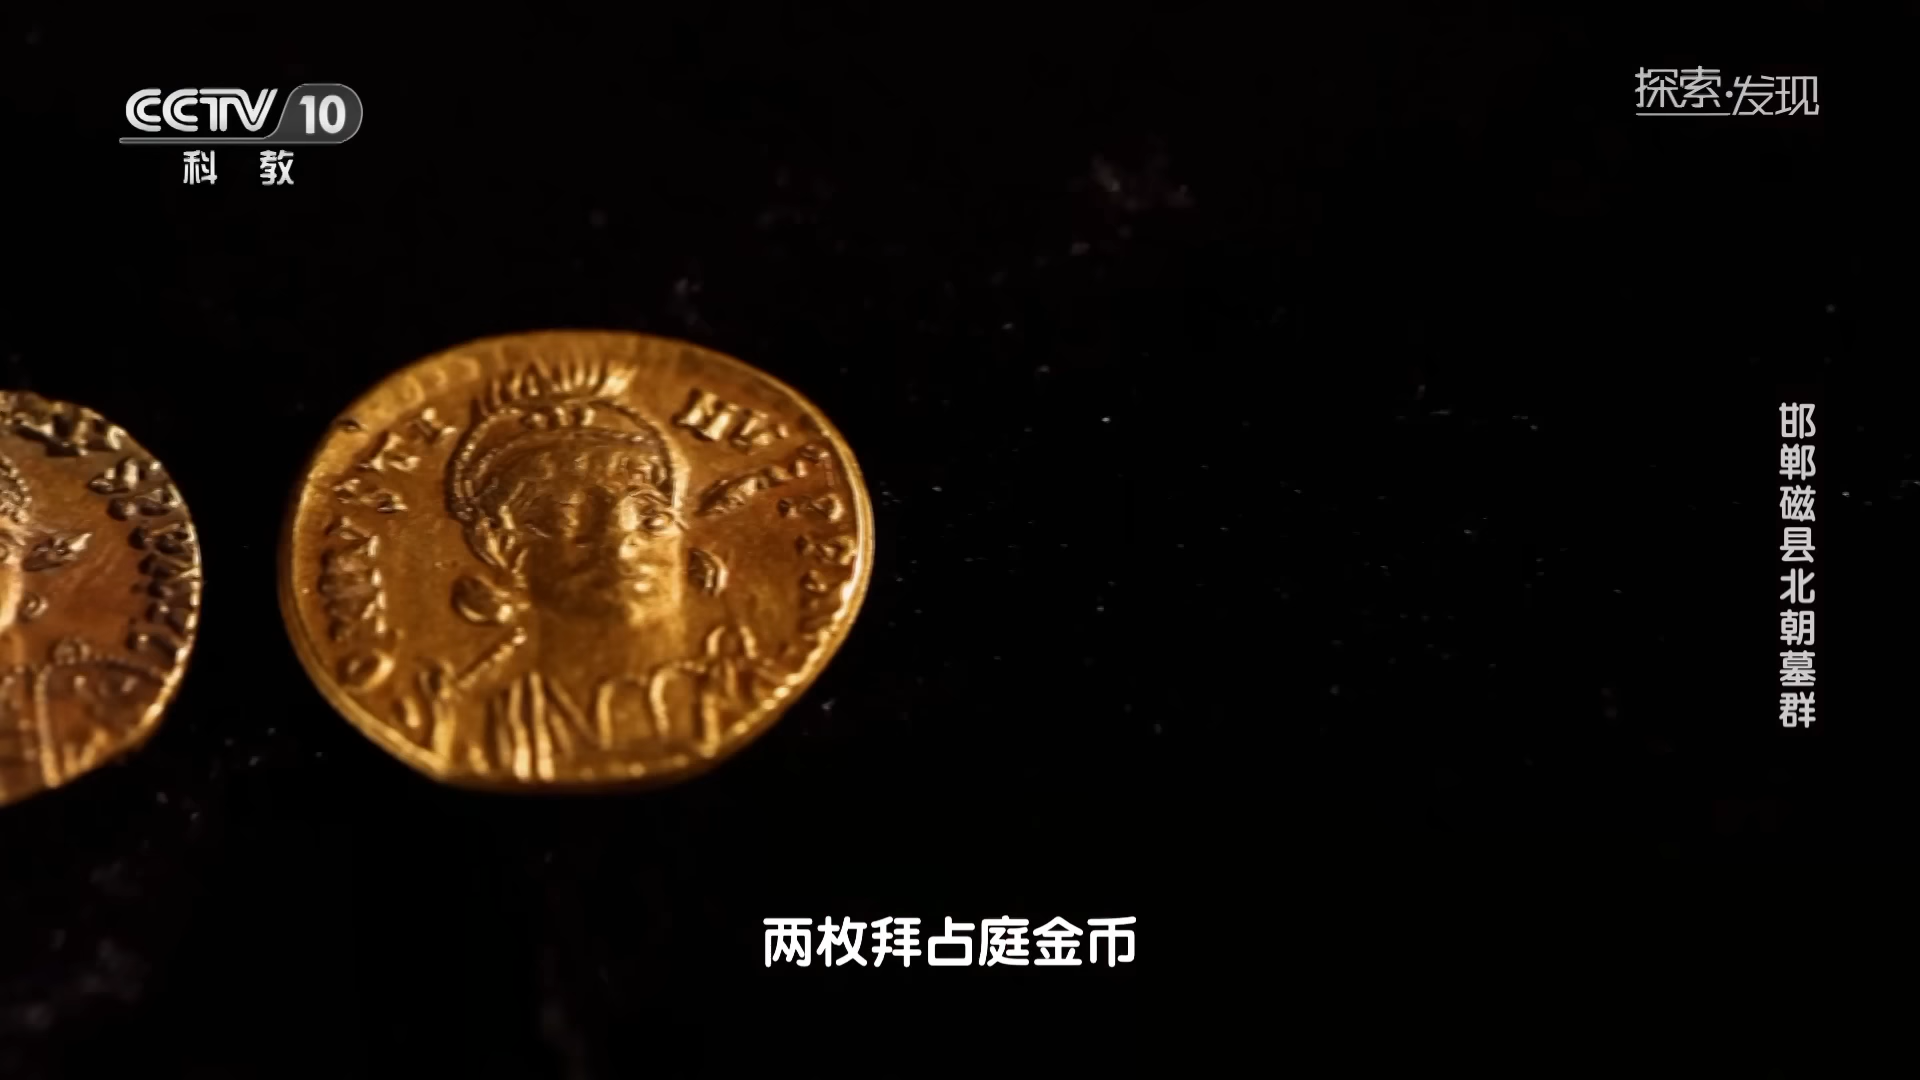 CCTV 10
科 教
探索·发现
邯郸磁县北朝墓群
两枚拜占庭金币